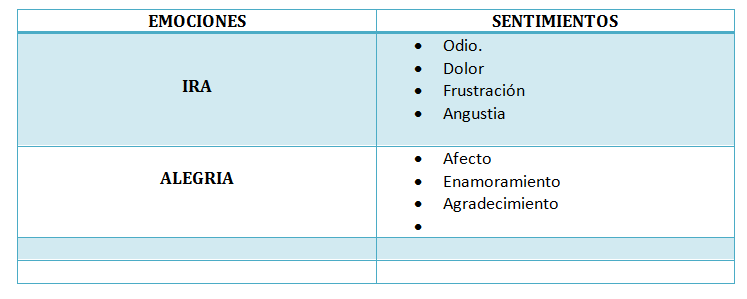 EMOCIONES SENTIMIENTOS
IRA
• Odio.
• Dolor
• Frustración
• Angustia
ALEGRIA
• Afecto
• Enamoramiento
• Agradecimiento
•